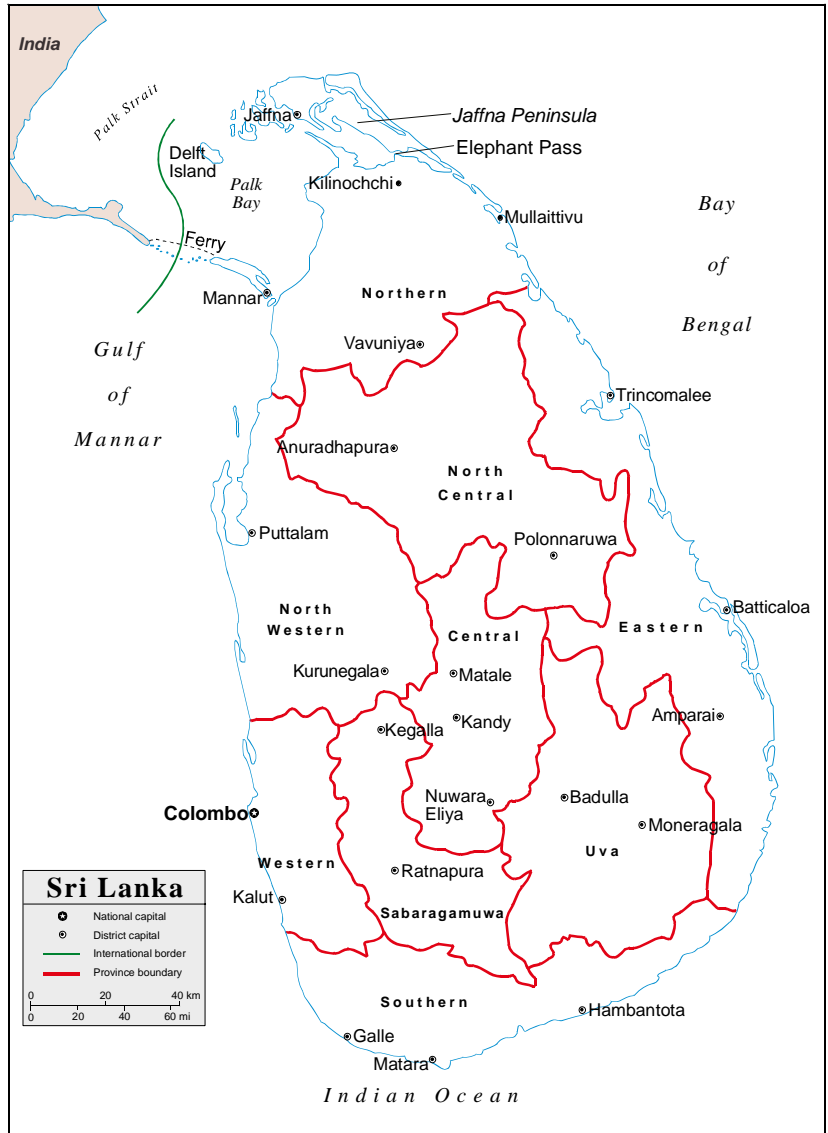 India
Palk Strait
Jaffna
Jaffna Peninsula
Elephant Pass
Delft
Island
Palk
Bay
Kilinochchi
Bay
of
Bengal
Mullaittivu
Ferry
Mannar
Northern
Vavuniya
Gulf
of
Mannar
Trincomalee
Anuradhapura
North
Central
Puttalam
Polonnaruwa
North
Western
Batticaloa
Central
Eastern
Kurunegala
Matale
Kegalla
Kandy
Amparai
Nuwara
Eliya
Badulla
Colombo
Moneragala
Uva
Western
Ratnapura
Kalut
Sabaragamuwa
Sri Lanka
National capital
District capital
International border
Province boundary
0 20 40 km
0 20 40 60 mi
Southern
Hambantota
Galle
Matara
Indian Ocean